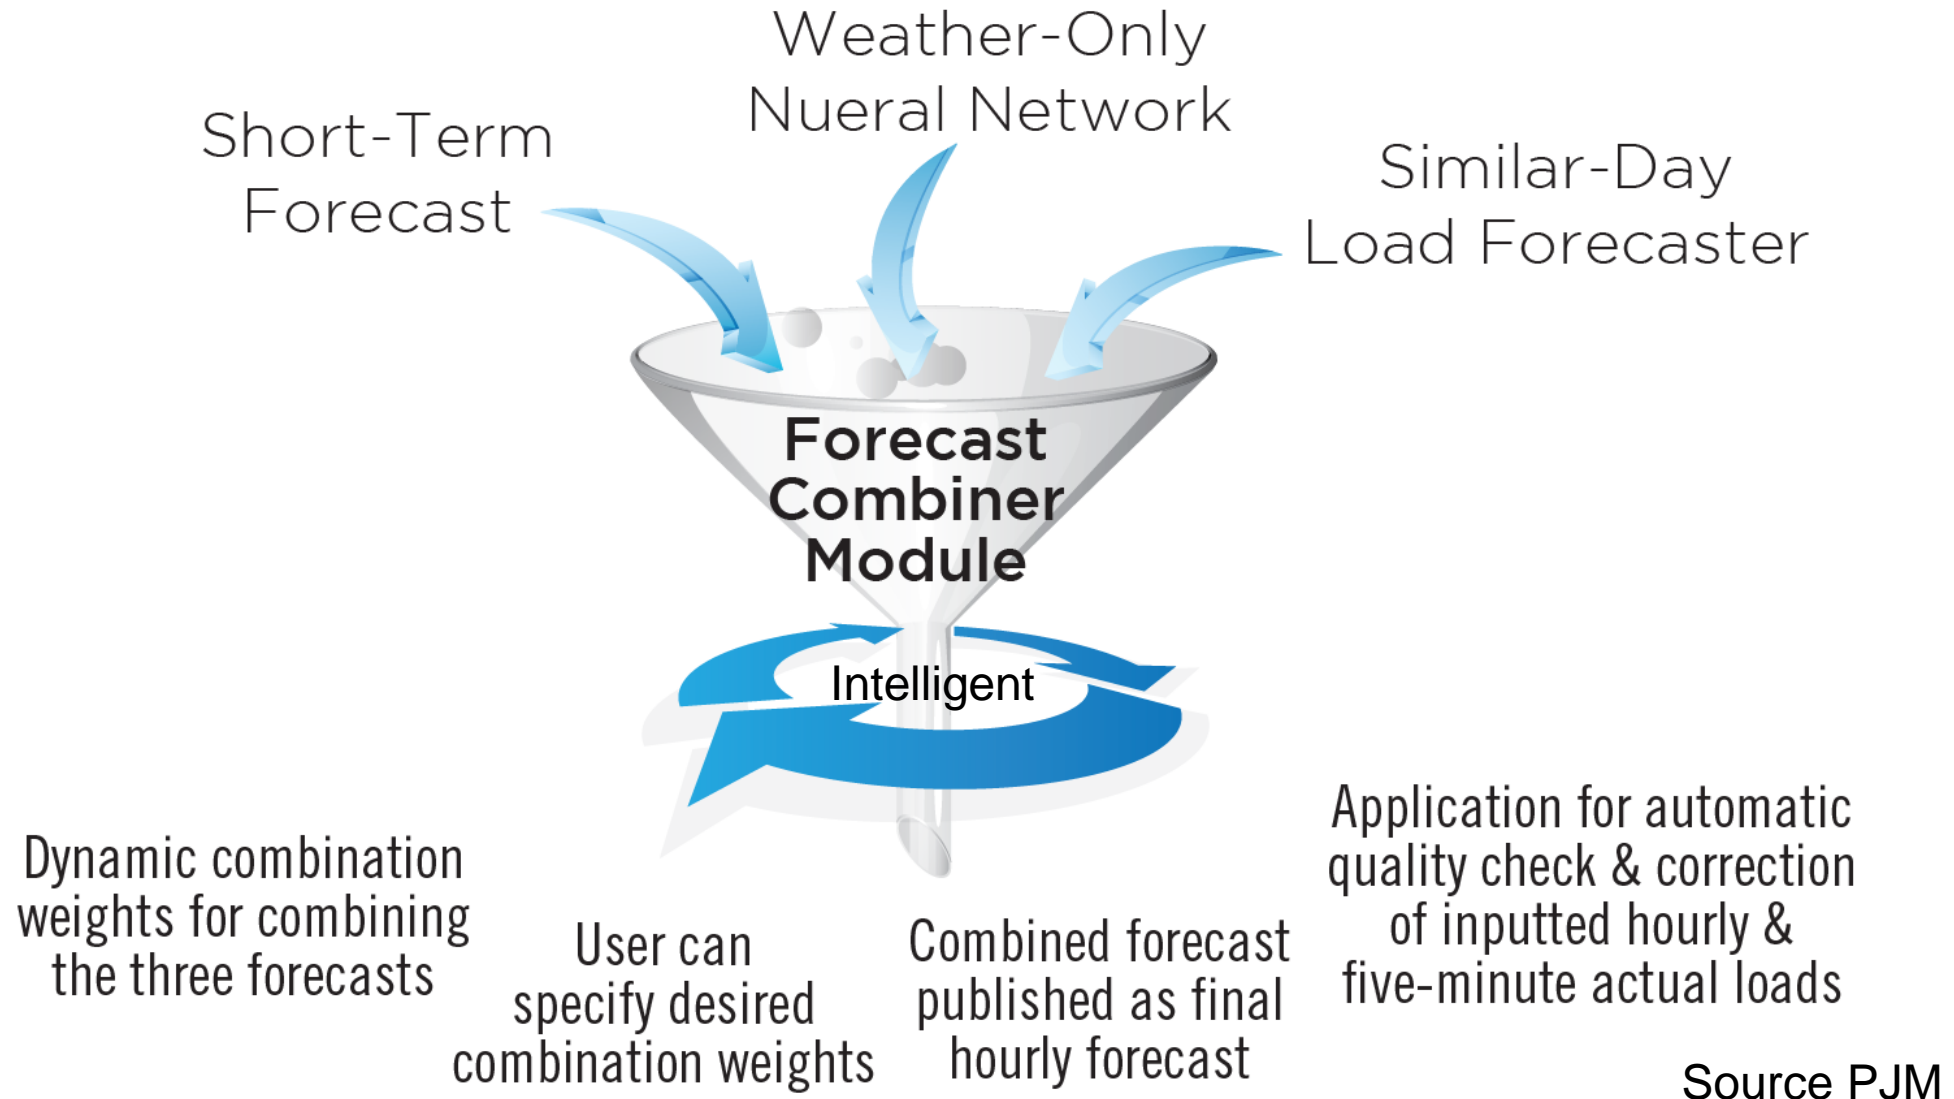 Weather-Only
Nueral Network
Short-Term
Forecast
Similar-Day
Load Forecaster
Forecast
Combiner
Module
Intelligent
Dynamic combination
weights for combining
the three forecasts
User can
specify desired
combination weights
Combined forecast
published as final
hourly forecast
Application for automatic
quality check & correction
of inputted hourly &
five-minute actual loads
Source PJM